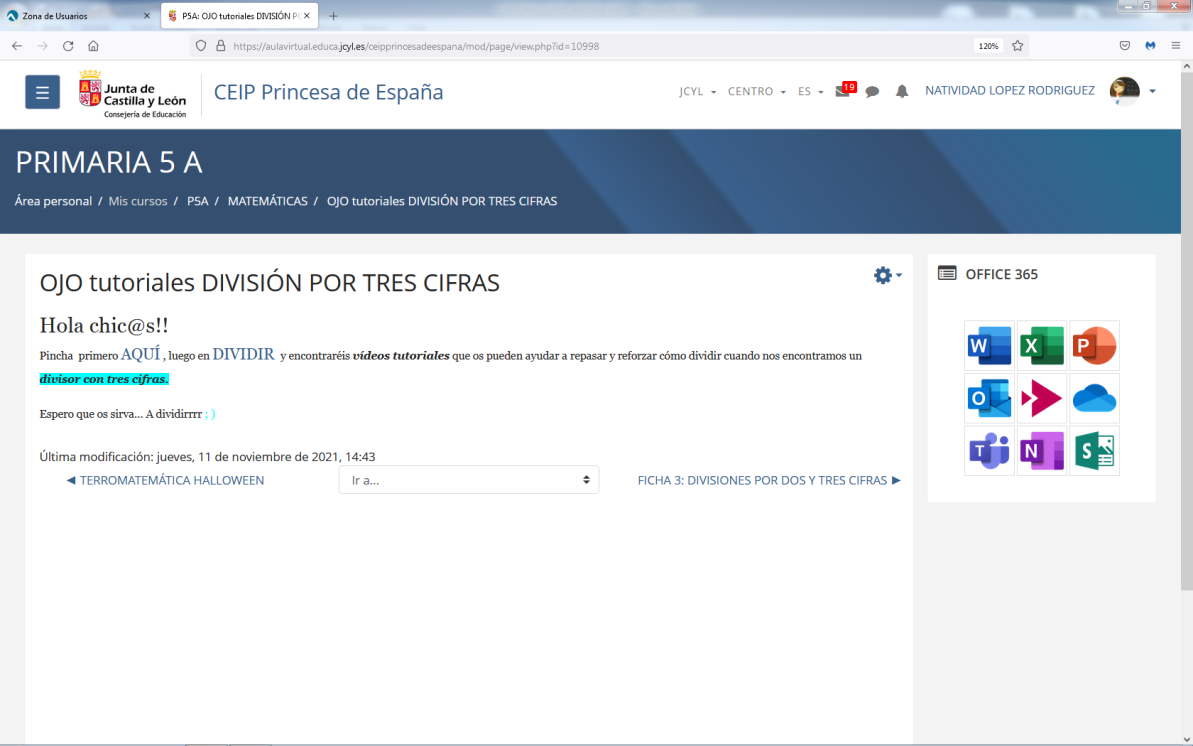 Zona de Usuarios
P5A: OJO tutoriales DIVISIÓN PO
https://aulavirtual.educa.jcyl.es/ceipprincesadeespana/mod/page/view.php?id=10998
120%
Junta de
Castilla y León
Consejería de Educación
CEIP Princesa de España
JCYL CENTRO ES 19 NATIVIDAD LOPEZ RODRIGUEZ
PRIMARIA 5 A
Área personal / Mis cursos / P5A / MATEMÁTICAS / OJO tutoriales DIVISIÓN POR TRES CIFRAS
OJO tutoriales DIVISIÓN POR TRES CIFRAS
Hola chic@s!!
Pincha primero AQUÍ , luego en DIVIDIR y encontraréis vídeos tutoriales que os pueden ayudar a repasar y reforzar cómo dividir cuando nos encontramos un
divisor con tres cifras.
Espero que os sirva... A dividirrrr ; )
Última modificación: jueves, 11 de noviembre de 2021, 14:43
◄ TERROMATEMÁTICA HALLOWEEN
Ir a...
FICHA 3: DIVISIONES POR DOS Y TRES CIFRAS ►
OFFICE 365
W X P
O
T N S